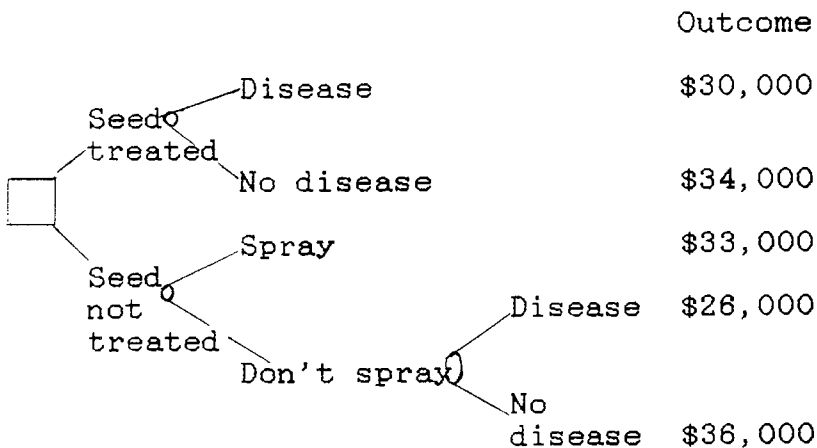 Outcome
Disease $30,000
Seed
treated
No disease $34,000
Spray $33,000
Seed
not
treated
Disease $26,000
Don't spray
No
disease $36,000